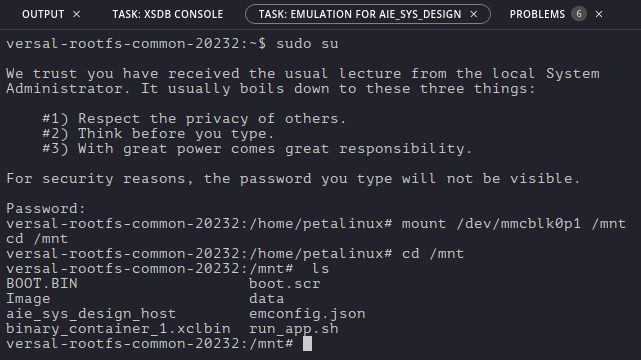 OUTPUT × TASK: XSDB CONSOLE TASK: EMULATION FOR AIE_SYS_DESIGN × PROBLEMS 6 ×
versal-rootfs-common-20232:~$ sudo su
We trust you have received the usual lecture from the local System
Administrator. It usually boils down to these three things:
#1) Respect the privacy of others.
#2) Think before you type.
#3) With great power comes great responsibility.
For security reasons, the password you type will not be visible.
Password:
versal-rootfs-common-20232:/home/petalinux# mount /dev/mmcblk0p1 /mnt
cd /mnt
versal-rootfs-common-20232:/home/petalinux# cd /mnt
versal-rootfs-common-20232:/mnt#  ls
BOOT.BIN                   boot.scr
Image                      data
aie_sys_design_host        emconfig.json
binary_container_1.xclbin  run_app.sh
versal-rootfs-common-20232:/mnt#